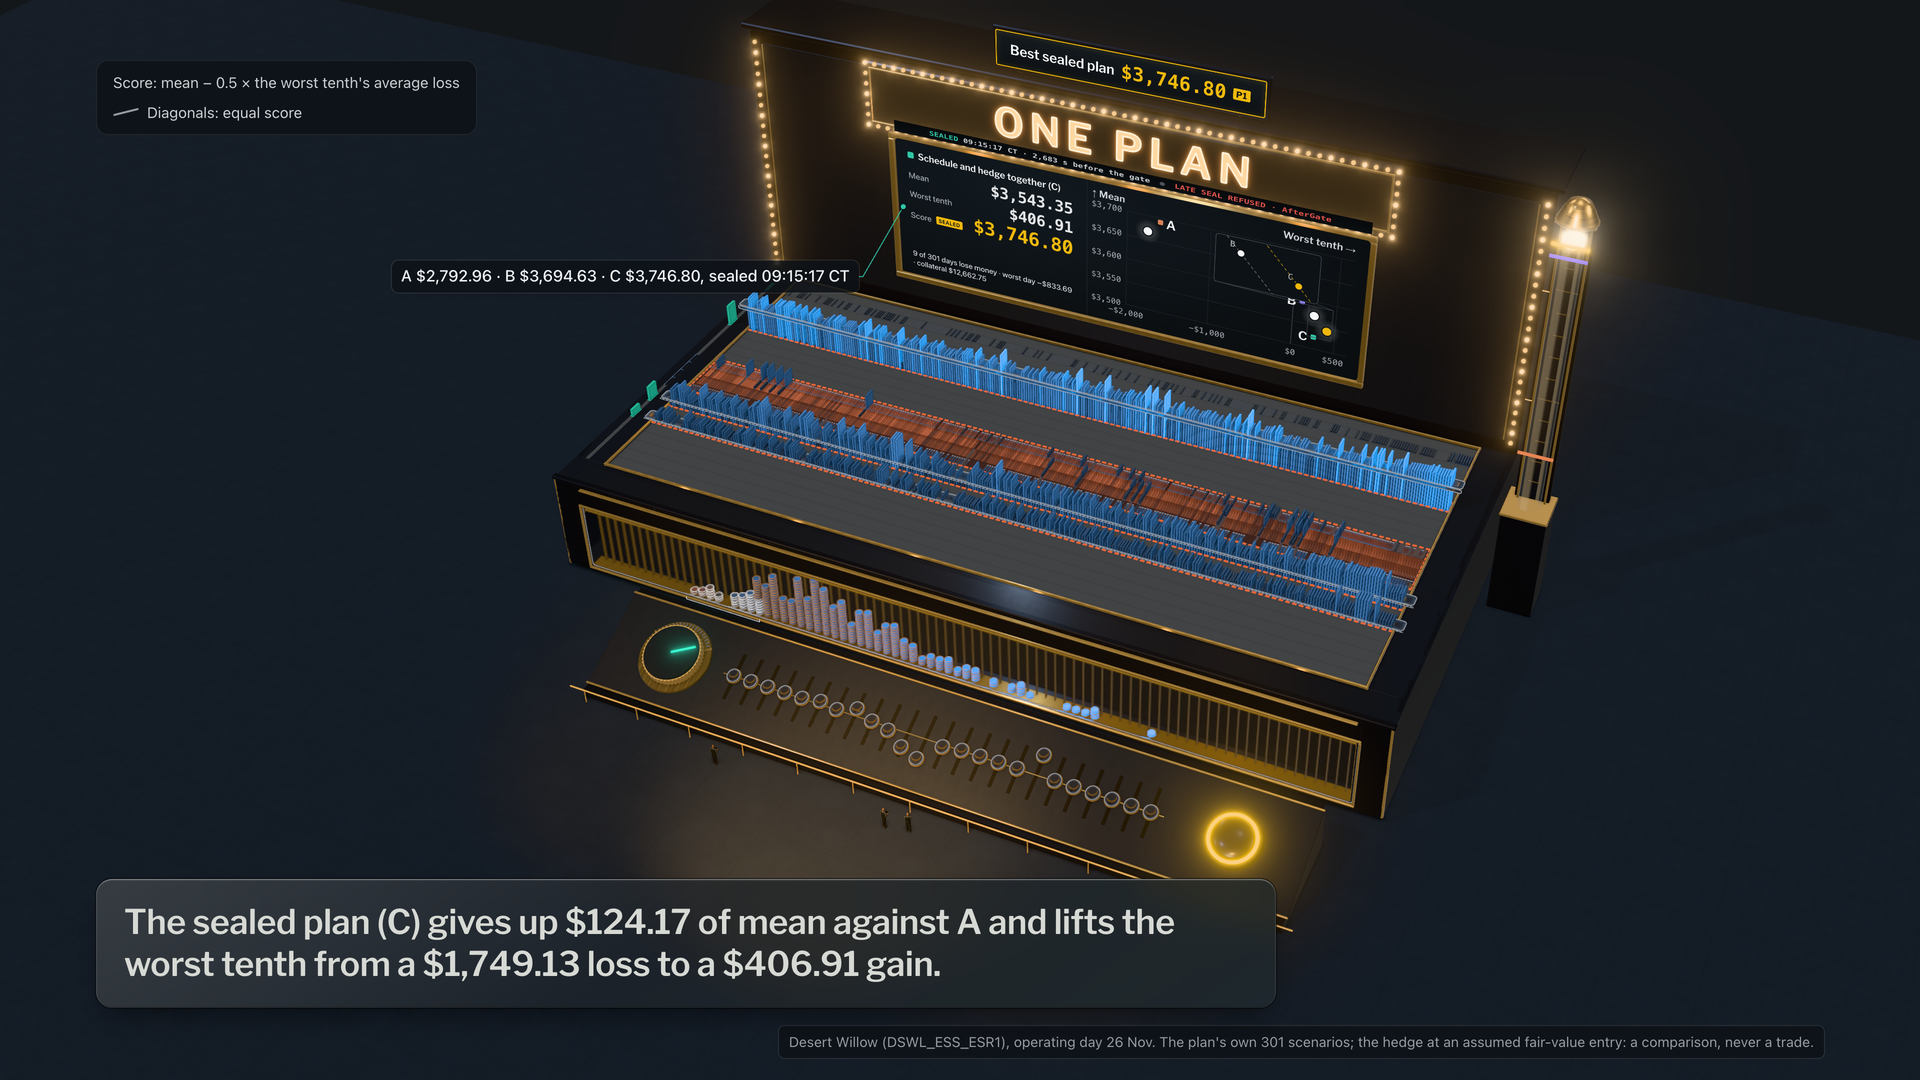 Score: mean – 0.5 × the worst tenth's average loss
Diagonals: equal score
Best sealed plan $3,746.80 P1
ONE PLAN
SEALED 09:15:17 CT · 2,683 s before the gate
LATE SEAL REFUSED · AfterGate
Schedule and hedge together (C)
Mean $3,543.35
Worst tenth $406.91
Score SEALED $3,746.80
9 of 301 days lose money · worst day −$833.69
· collateral $12,662.75
↑ Mean
$3,700
$3,650
$3,600
$3,550
$3,500
−$2,000
−$1,000
$0
$500
Worst tenth →
A
B
C
C
A $2,792.96 · B $3,694.63 · C $3,746.80, sealed 09:15:17 CT
The sealed plan (C) gives up $124.17 of mean against A and lifts the
worst tenth from a $1,749.13 loss to a $406.91 gain.
Desert Willow (DSWL_ESS_ESR1), operating day 26 Nov. The plan's own 301 scenarios; the hedge at an assumed fair-value entry: a comparison, never a trade.